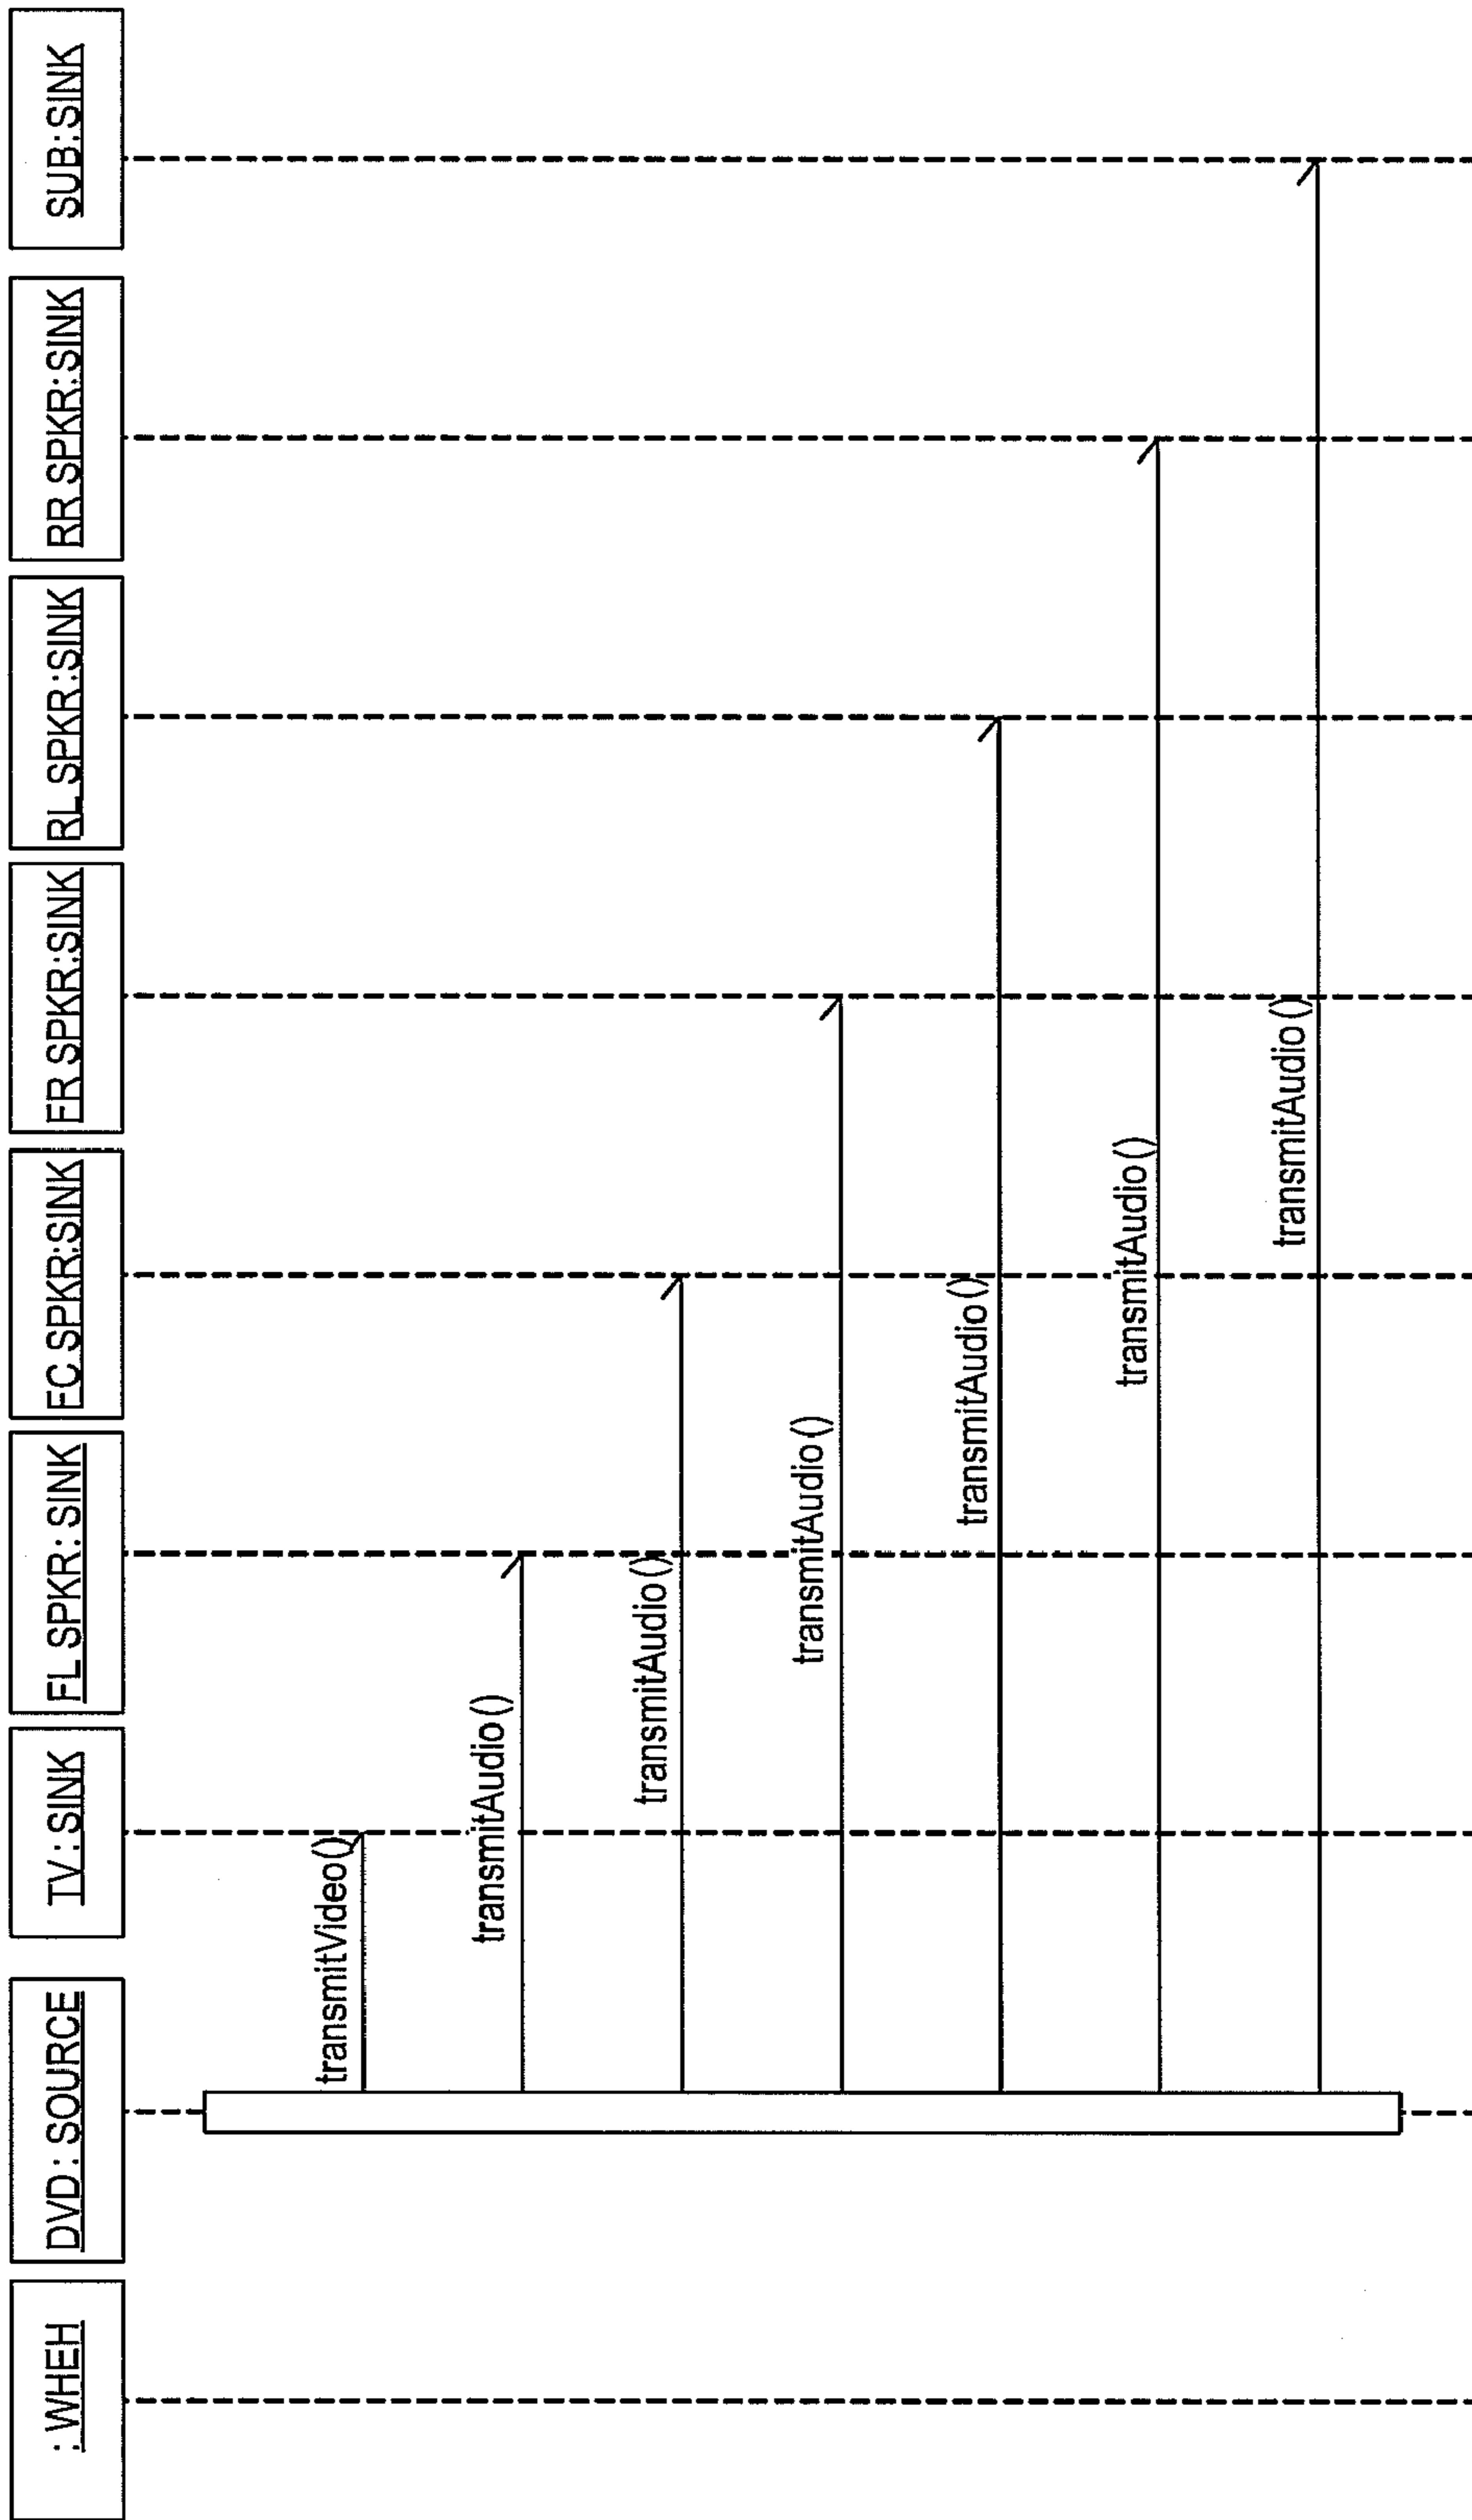 : WHEH
DVD : SOURCE
TV : SINK
FL SPKR : SINK
FC SPKR:SINK
FR SPKR:SINK
RL SPKR:SINK
RR SPKR:SINK
SUB:SINK
transmitVideo()
transmitAudio()
transmitAudio()
transmitAudio()
transmitAudio()
transmitAudio()
transmitAudio()